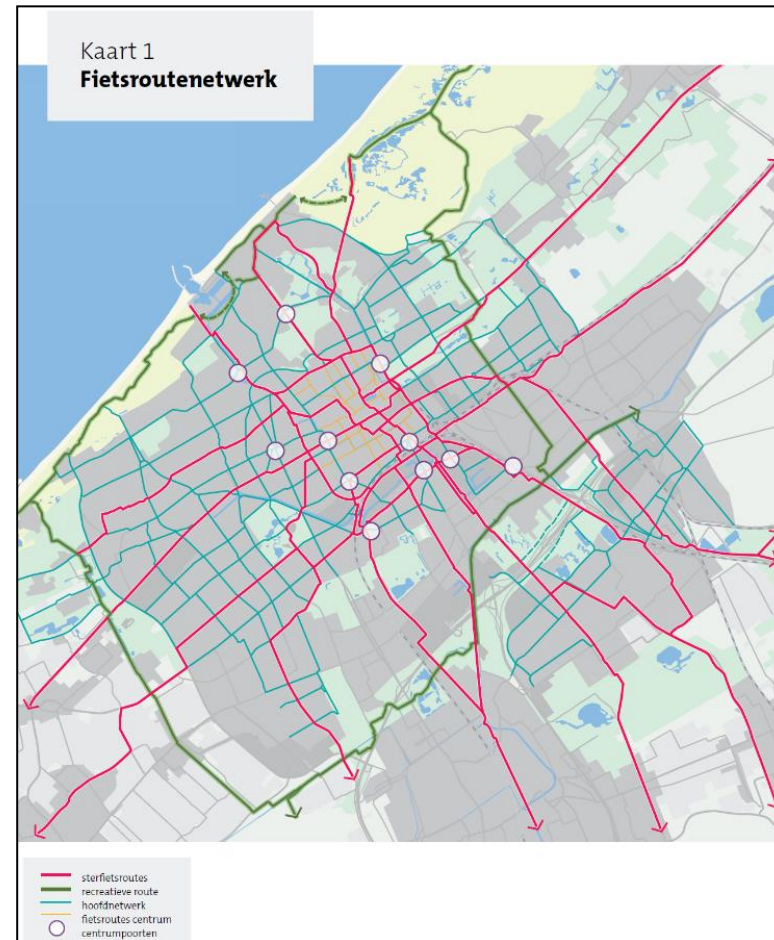 Kaart 1
Fietsroutenetwerk
sterfietsroutes
recreatieve route
hoofdnetwerk
fietsroutes centrum
centrumpoorten